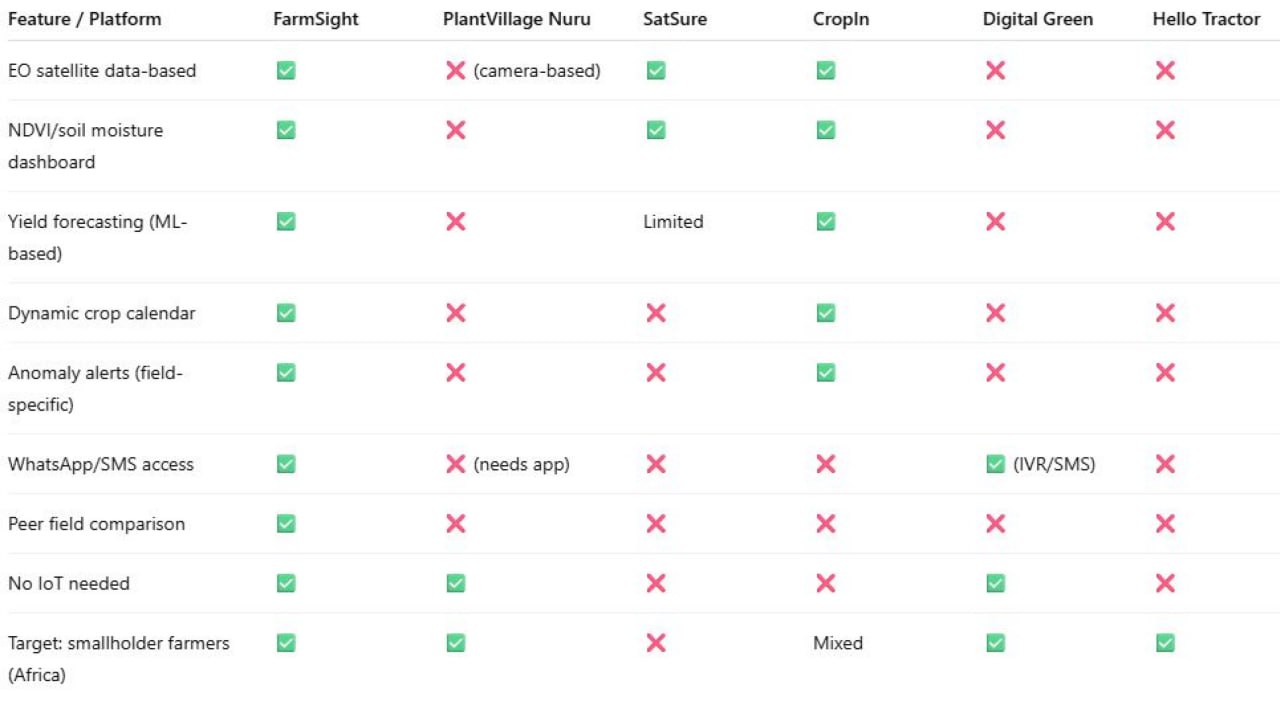 Feature / Platform FarmSight PlantVillage Nuru SatSure CropIn Digital Green Hello Tractor
EO satellite data-based ✅ ❌ (camera-based) ✅ ✅ ❌ ❌
NDVI/soil moisture
dashboard ✅ ❌ ✅ ✅ ❌ ❌
Yield forecasting (ML-
based) ✅ ❌ Limited ✅ ❌ ❌
Dynamic crop calendar ✅ ❌ ❌ ✅ ❌ ❌
Anomaly alerts (field-
specific) ✅ ❌ ❌ ✅ ❌ ❌
WhatsApp/SMS access ✅ ❌ (needs app) ❌ ❌ ✅ (IVR/SMS) ❌
Peer field comparison ✅ ❌ ❌ ❌ ❌ ❌
No IoT needed ✅ ✅ ❌ ❌ ✅ ❌
Target: smallholder farmers
(Africa) ✅ ✅ ❌ Mixed ✅ ✅